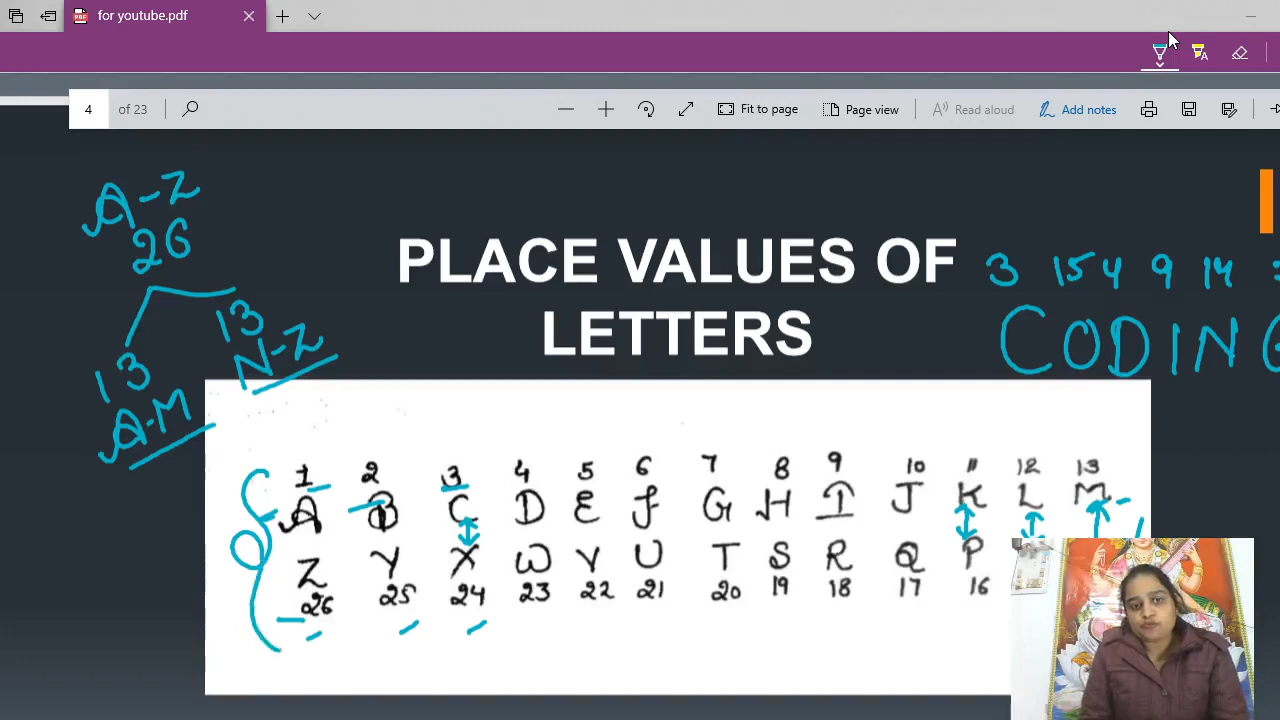 for youtube.pdf
4 of 23 Fit to page Page view Read aloud Add notes
A-Z
26
13 13
A-M N-Z
PLACE VALUES OF
LETTERS
3 15 4 9 14
CODING
1 2 3 4 5 6 7 8 9 10 11 12 13
A B C D E F G H I J K L M
Z Y X W V U T S R Q P
26 25 24 23 22 21 20 19 18 17 16